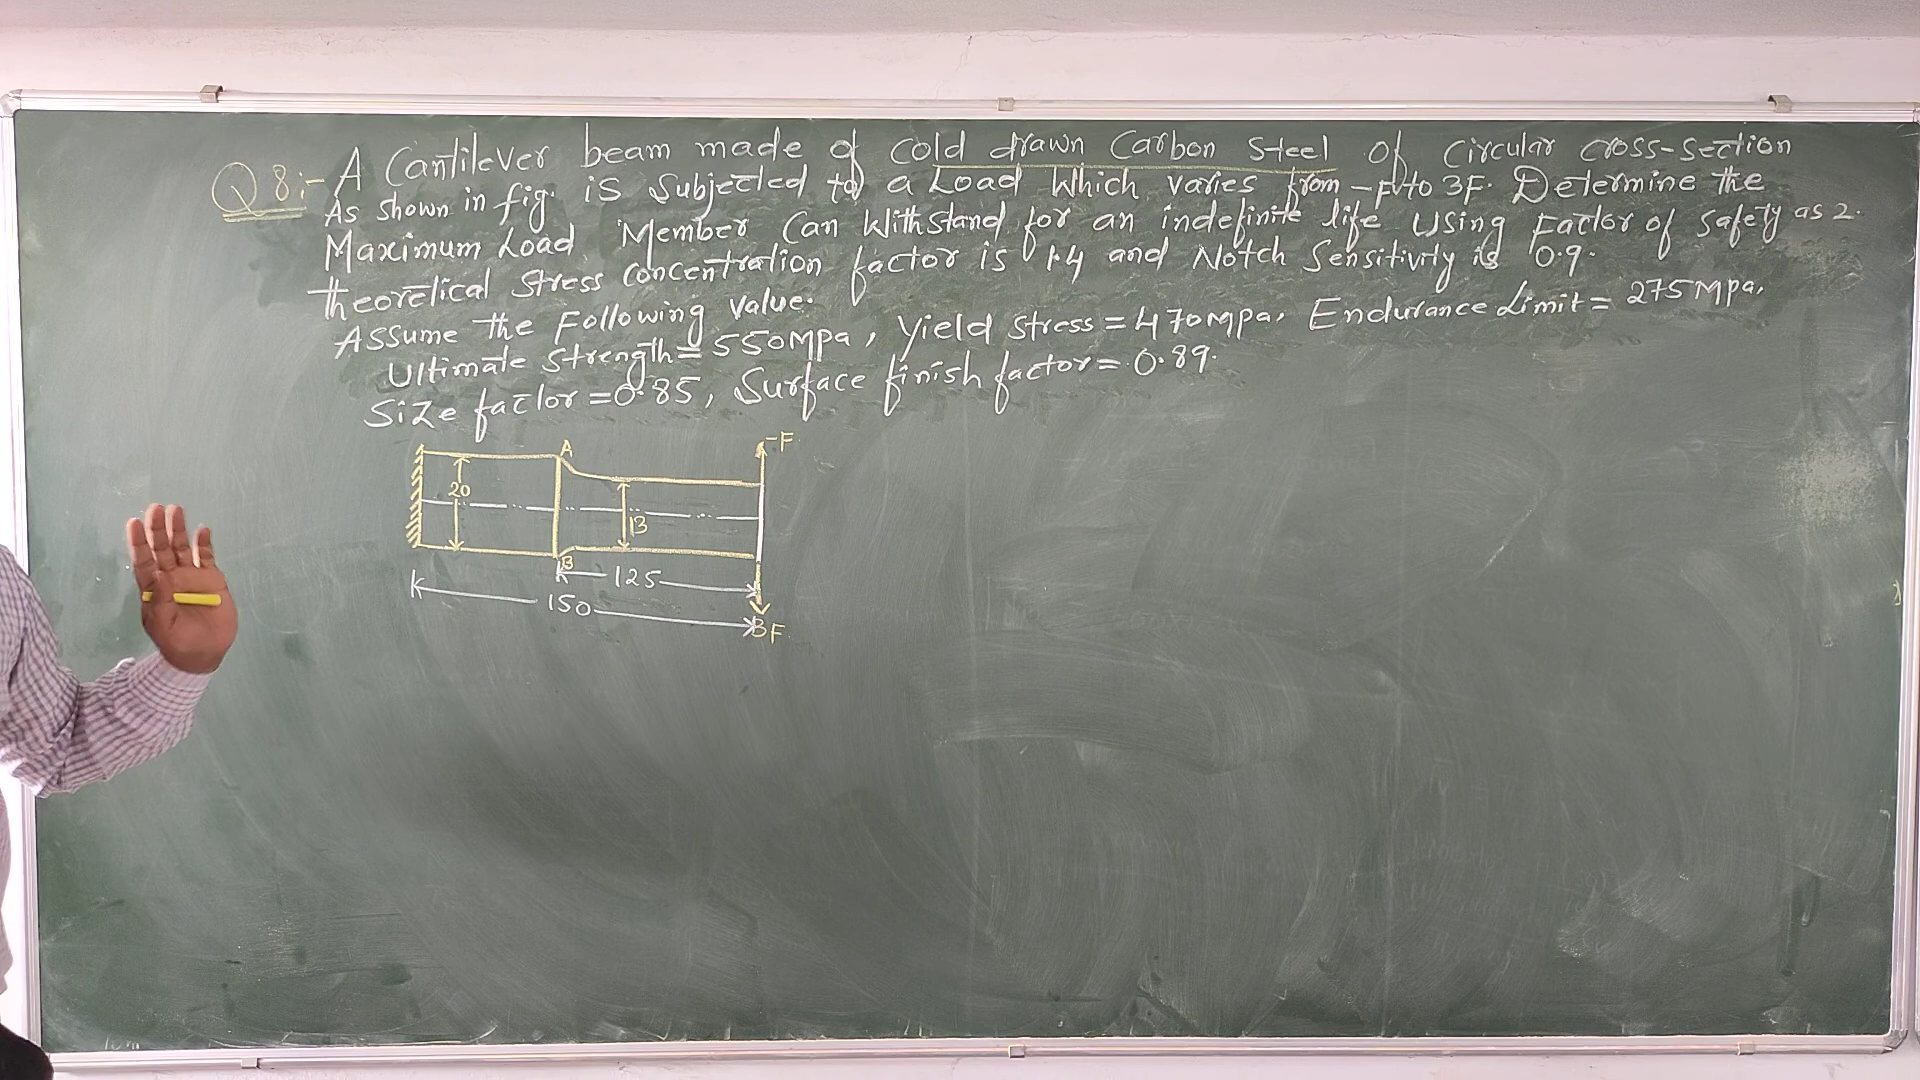 Q8:- A Cantilever beam made of cold drawn Carbon Steel of Circular cross-section
As shown in fig. is Subjected to a Load Which varies from -F to 3F. Determine the
Maximum Load, Member Can Withstand for an indefinite life Using Factor of Safety as 2.
Theoretical Stress Concentration factor is 1.4 and Notch Sensitivity is 0.9.
Assume the Following value.
Ultimate Strength = 550MPa, Yield Stress = 470MPa, Endurance Limit = 275MPa,
Size factor = 0.85, Surface finish factor = 0.89.
A
-F
20
13
B
125
150
3F